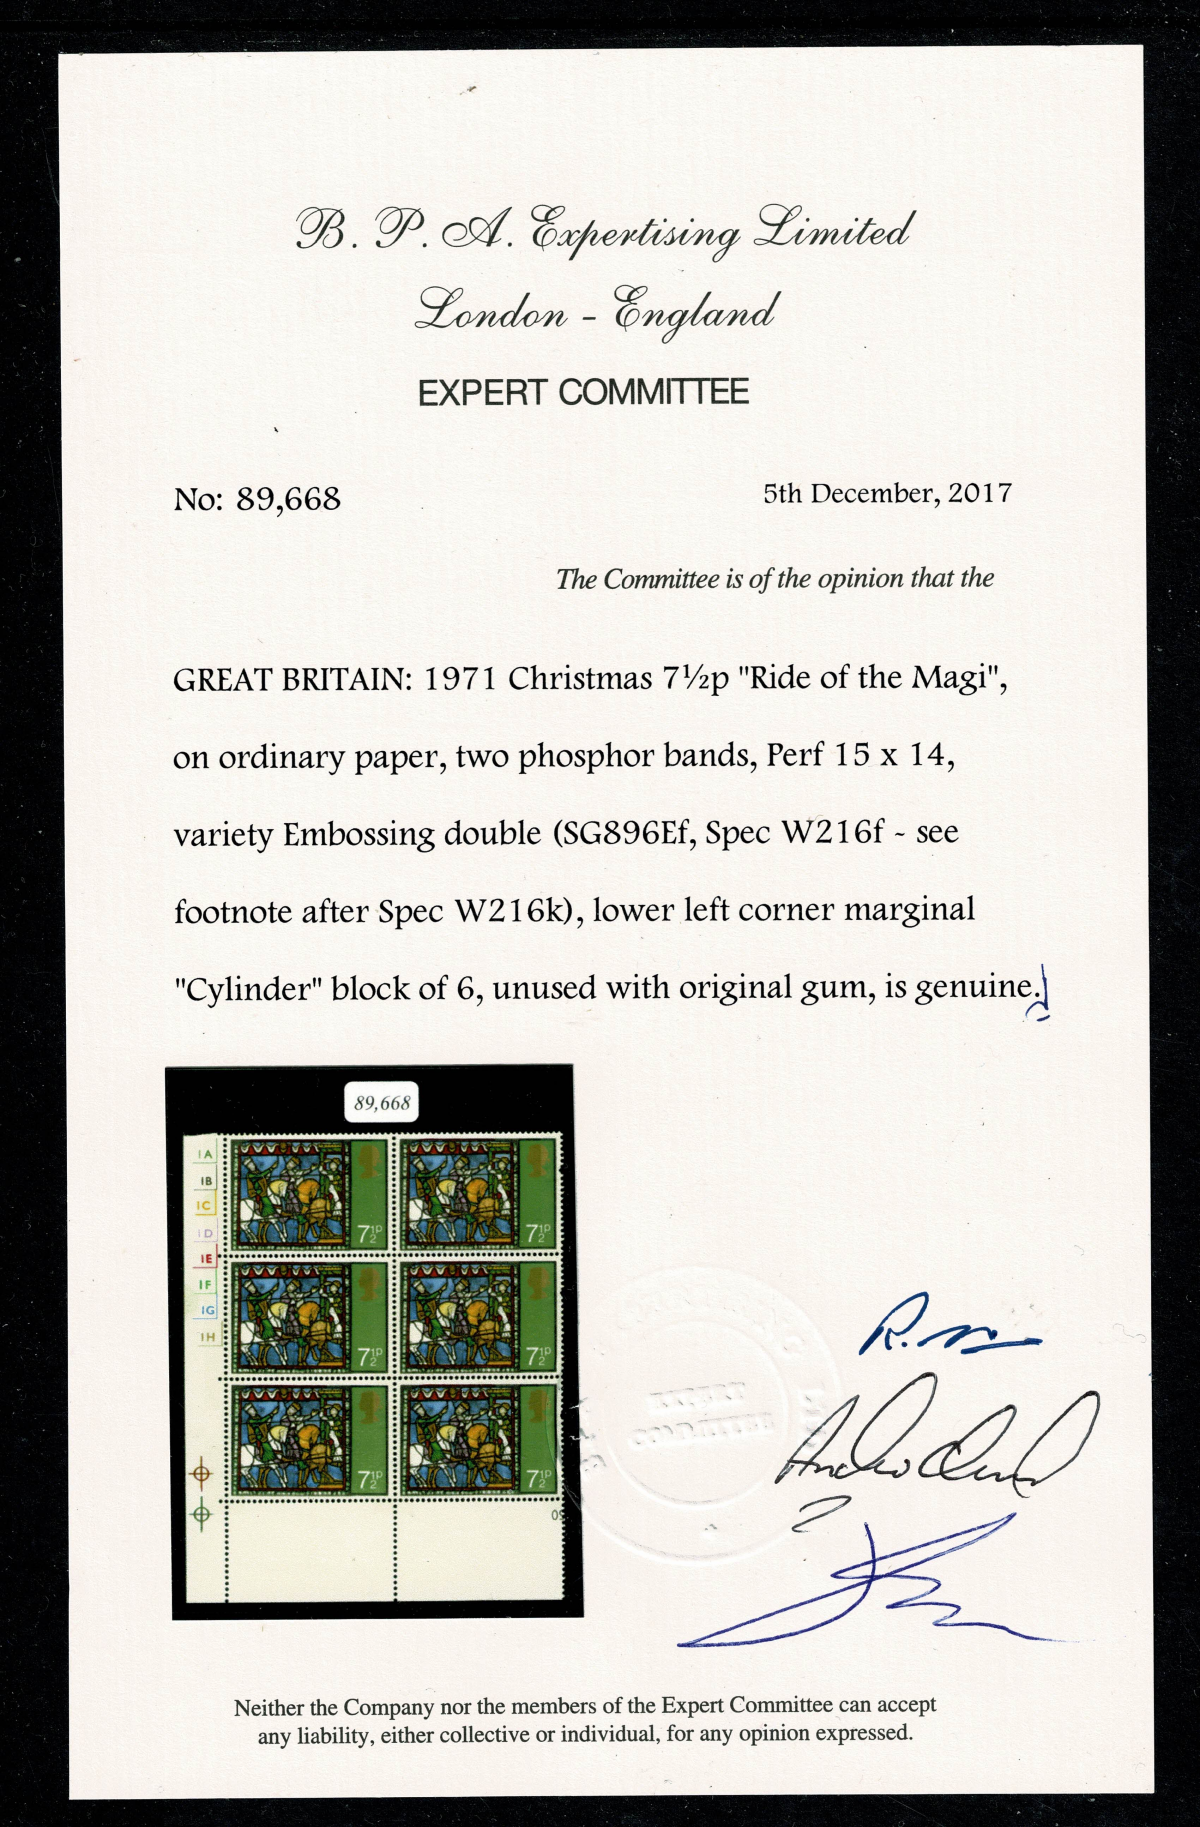 B. P. A. Expertising Limited
London - England
EXPERT COMMITTEE
No: 89,668
5th December, 2017
The Committee is of the opinion that the
GREAT BRITAIN: 1971 Christmas 7½p "Ride of the Magi",
on ordinary paper, two phosphor bands, Perf 15 x 14,
variety Embossing double (SG896Ef, Spec W216f - see
footnote after Spec W216k), lower left corner marginal
"Cylinder" block of 6, unused with original gum, is genuine.
89,668
1A
1B
1C
1D
1E
1F
1G
1H
7½p
7½p
7½p
7½p
7½p
7½p
Neither the Company nor the members of the Expert Committee can accept
any liability, either collective or individual, for any opinion expressed.